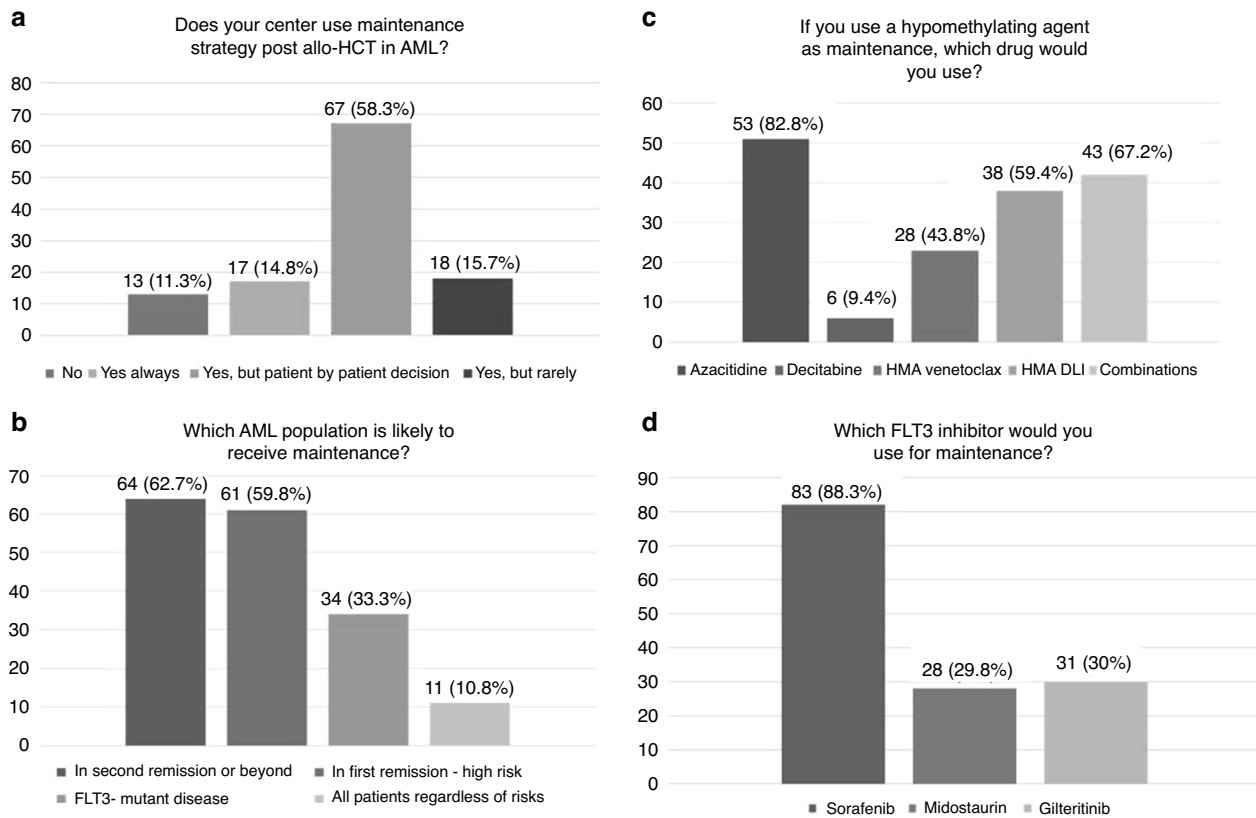 a
Does your center use maintenance
strategy post allo-HCT in AML?
80
70
60
50
40
30
20
10
0
13 (11.3%)
17 (14.8%)
67 (58.3%)
18 (15.7%)
No Yes always Yes, but patient by patient decision Yes, but rarely
b
Which AML population is likely to
receive maintenance?
70
60
50
40
30
20
10
0
64 (62.7%)
61 (59.8%)
34 (33.3%)
11 (10.8%)
In second remission or beyond In first remission - high risk
FLT3- mutant disease All patients regardless of risks
c
If you use a hypomethylating agent
as maintenance, which drug would
you use?
60
50
40
30
20
10
0
53 (82.8%)
6 (9.4%)
28 (43.8%)
38 (59.4%)
43 (67.2%)
Azacitidine Decitabine HMA venetoclax HMA DLI Combinations
d
Which FLT3 inhibitor would you
use for maintenance?
90
80
70
60
50
40
30
20
10
0
83 (88.3%)
28 (29.8%)
31 (30%)
Sorafenib Midostaurin Gilteritinib